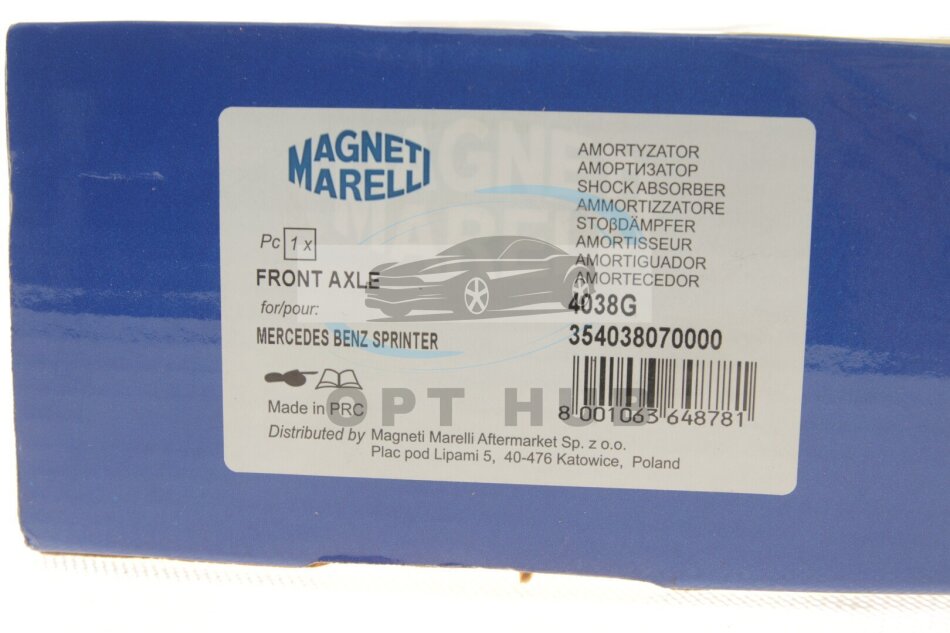 MAGNETI
MARELLI
Pc 1 x
FRONT AXLE
for/pour:
MERCEDES BENZ SPRINTER
Made in PRC
Distributed by Magneti Marelli Aftermarket Sp. z o.o.
Plac pod Lipami 5, 40-476 Katowice, Poland
AMORTYZATOR
АМОРТИЗАТОР
SHOCK ABSORBER
AMMORTIZZATORE
STOβDÄMPFER
AMORTISSEUR
AMORTIGUADOR
AMORTECEDOR
4038G
354038070000
8 001063 648781
OPT HUB